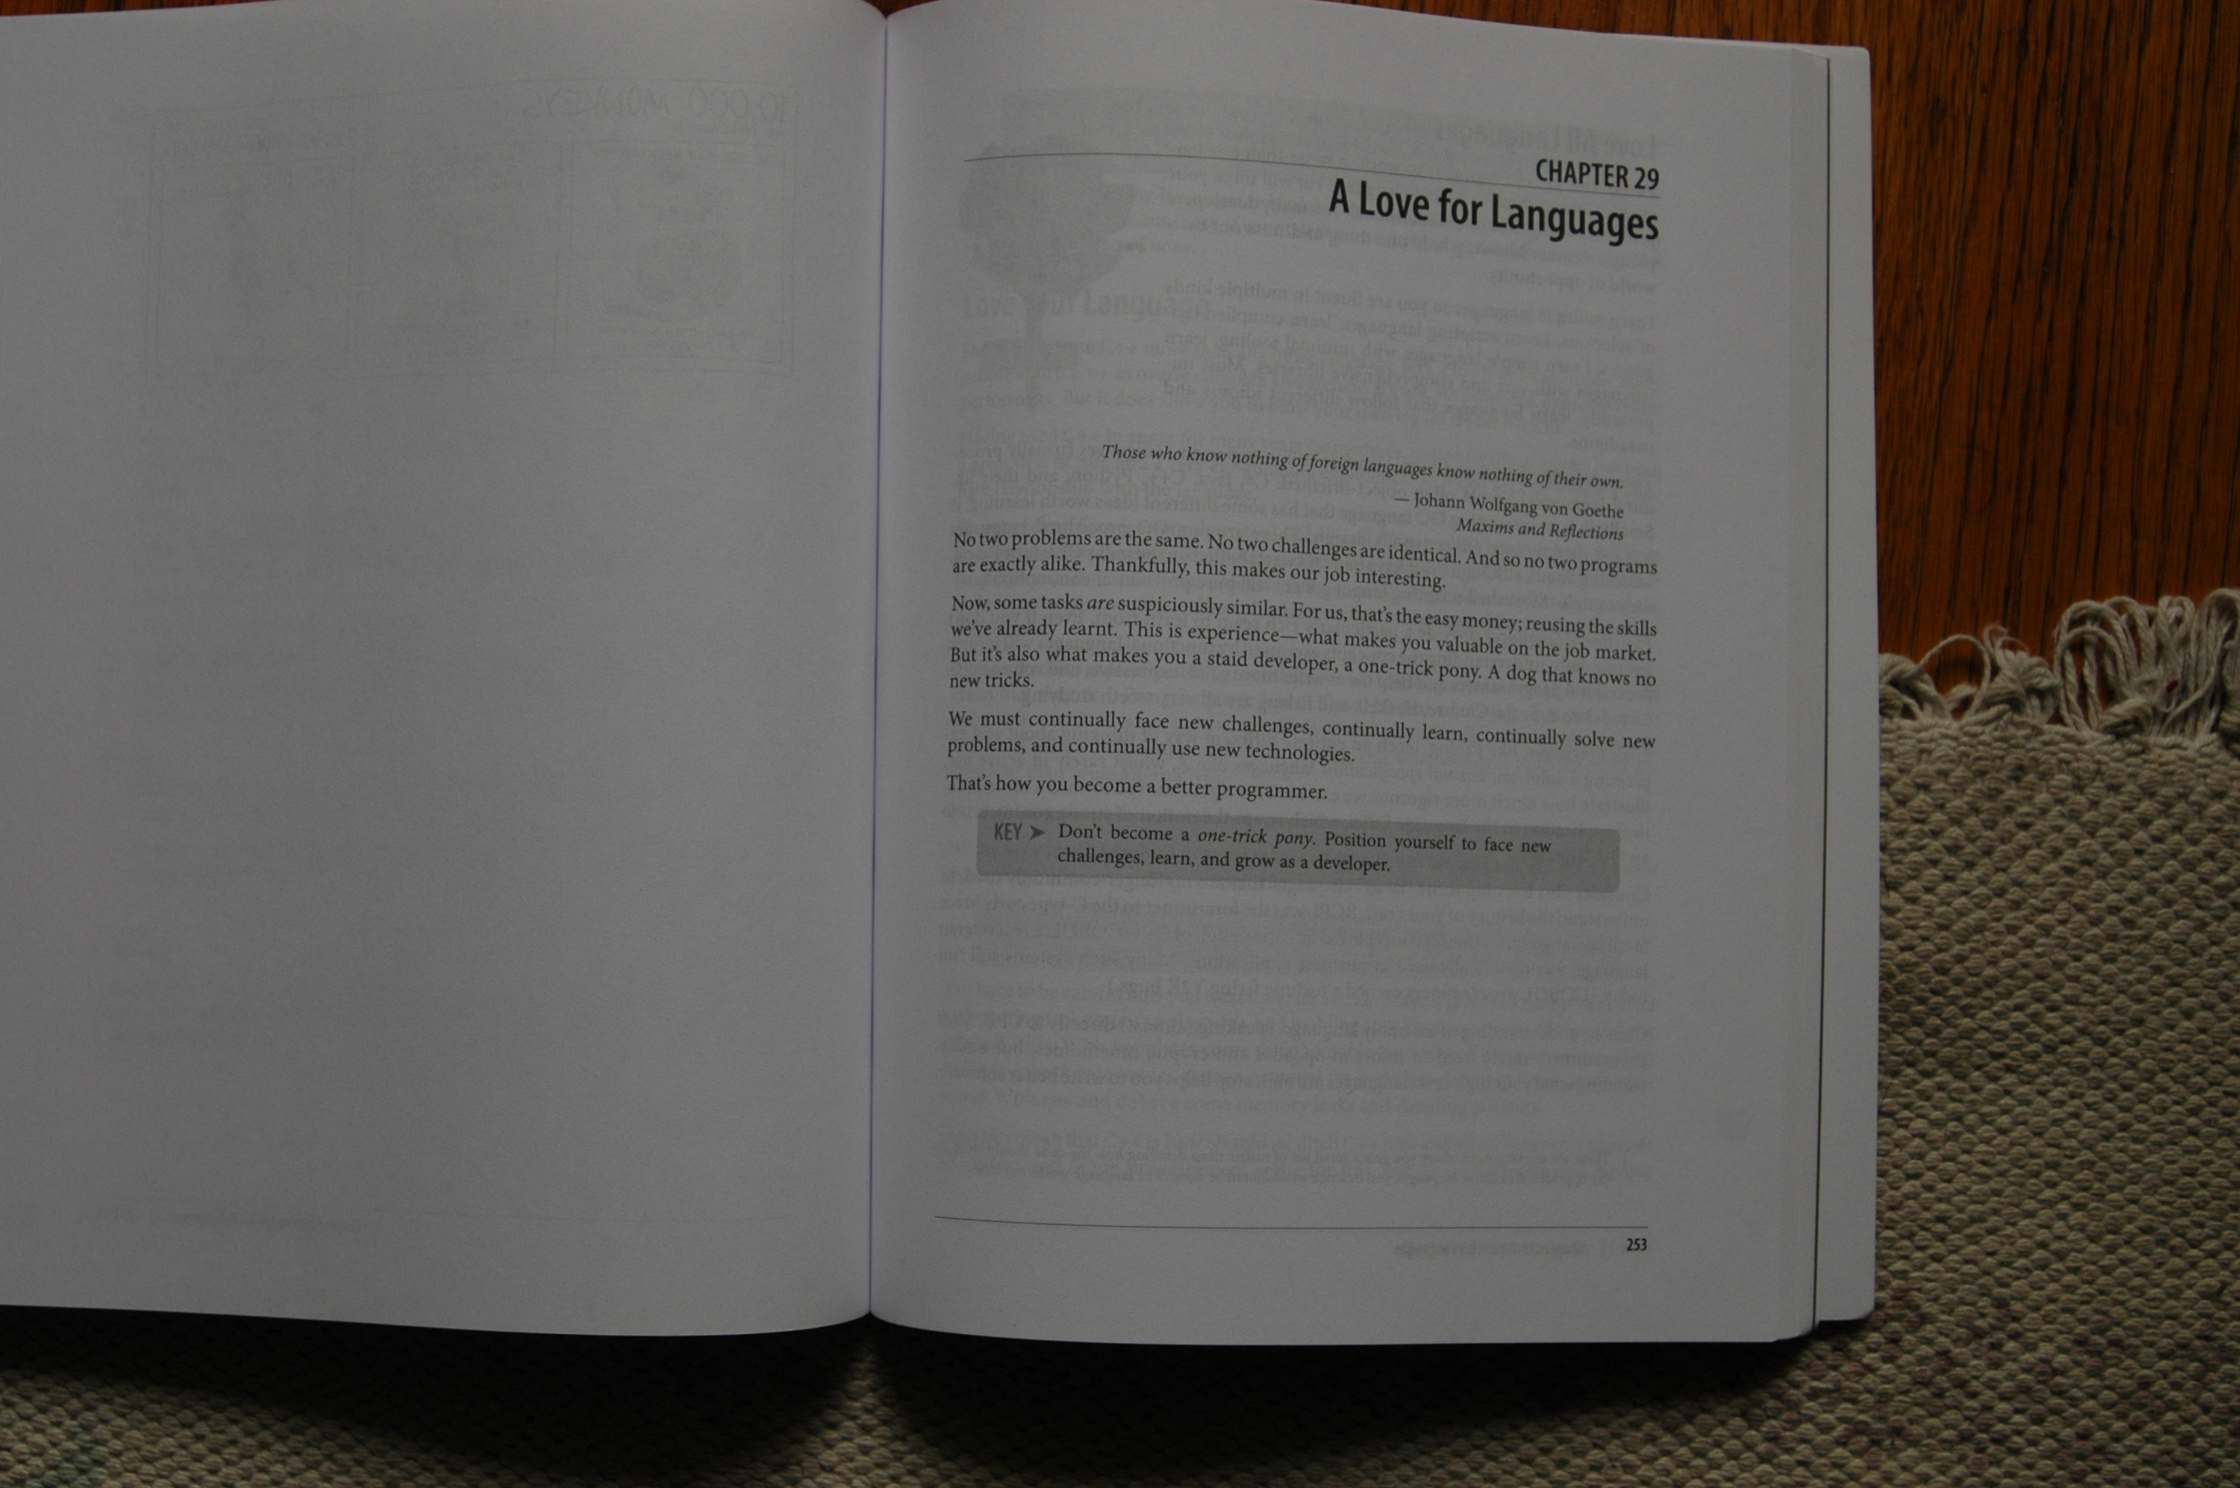 CHAPTER 29
A Love for Languages
Those who know nothing of foreign languages know nothing of their own.
— Johann Wolfgang von Goethe
Maxims and Reflections
No two problems are the same. No two challenges are identical. And so no two programs
are exactly alike. Thankfully, this makes our job interesting.
Now, some tasks are suspiciously similar. For us, that's the easy money; reusing the skills
we've already learnt. This is experience—what makes you valuable on the job market.
But it's also what makes you a staid developer, a one-trick pony. A dog that knows no
new tricks.
We must continually face new challenges, continually learn, continually solve new
problems, and continually use new technologies.
That's how you become a better programmer.
KEY ➤ Don't become a one-trick pony. Position yourself to face new
challenges, learn, and grow as a developer.
253